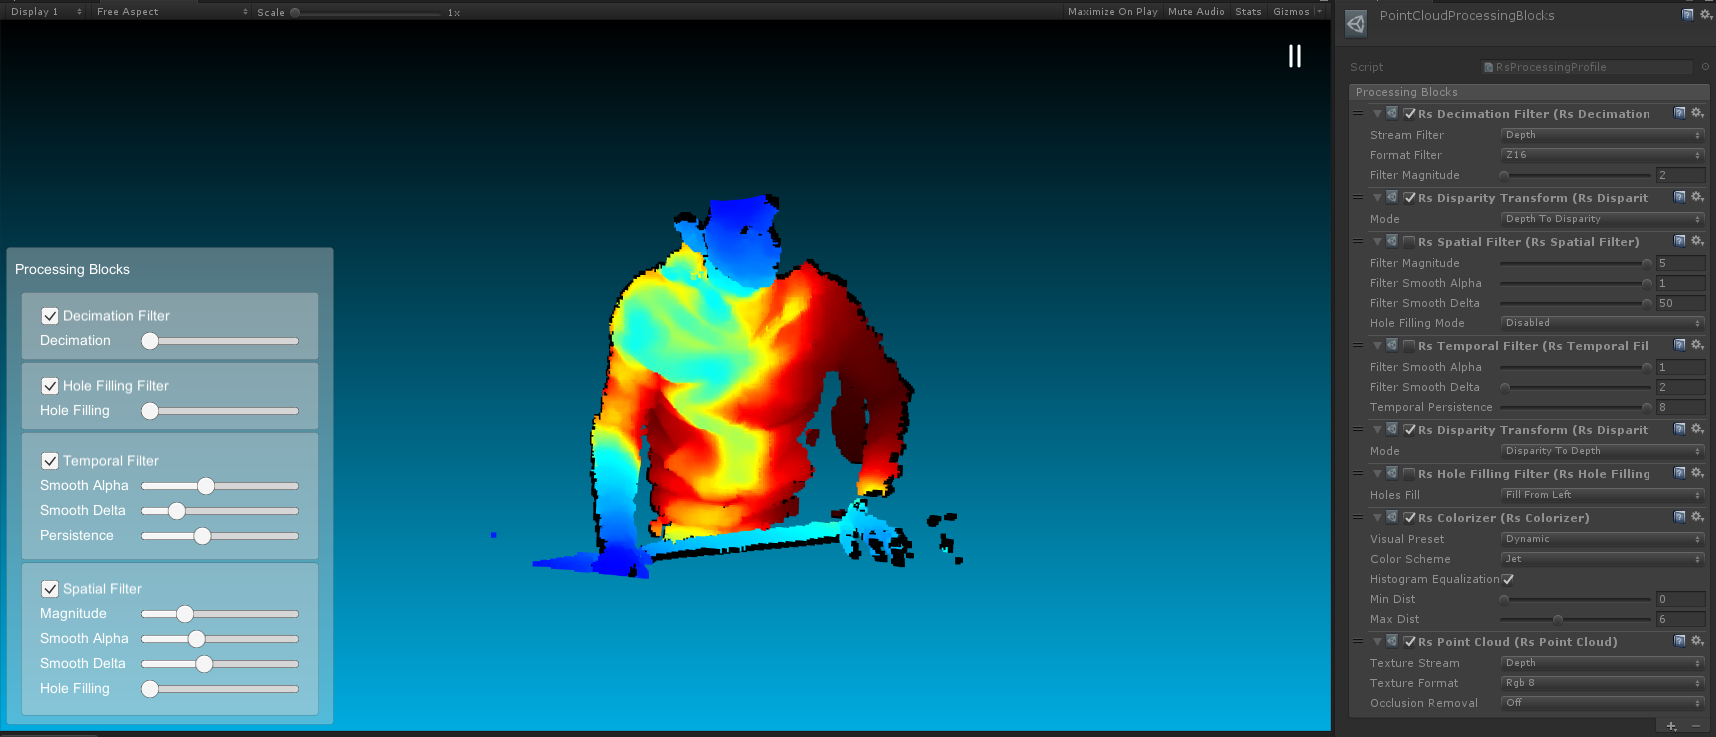 Display 1 Free Aspect Scale 1x Maximize On Play Mute Audio Stats Gizmos
Processing Blocks
Decimation Filter
Decimation
Hole Filling Filter
Hole Filling
Temporal Filter
Smooth Alpha
Smooth Delta
Persistence
Spatial Filter
Magnitude
Smooth Alpha
Smooth Delta
Hole Filling
PointCloudProcessingBlocks
Script RsProcessingProfile
Processing Blocks
Rs Decimation Filter (Rs Decimation
Stream Filter Depth
Format Filter Z16
Filter Magnitude 2
Rs Disparity Transform (Rs Disparit
Mode Depth To Disparity
Rs Spatial Filter (Rs Spatial Filter)
Filter Magnitude 5
Filter Smooth Alpha 1
Filter Smooth Delta 50
Hole Filling Mode Disabled
Rs Temporal Filter (Rs Temporal Fil
Filter Smooth Alpha 1
Filter Smooth Delta 2
Temporal Persistence 8
Rs Disparity Transform (Rs Disparit
Mode Disparity To Depth
Rs Hole Filling Filter (Rs Hole Filling
Holes Fill Fill From Left
Rs Colorizer (Rs Colorizer)
Visual Preset Dynamic
Color Scheme Jet
Histogram Equalization
Min Dist 0
Max Dist 6
Rs Point Cloud (Rs Point Cloud)
Texture Stream Depth
Texture Format Rgb 8
Occlusion Removal Off